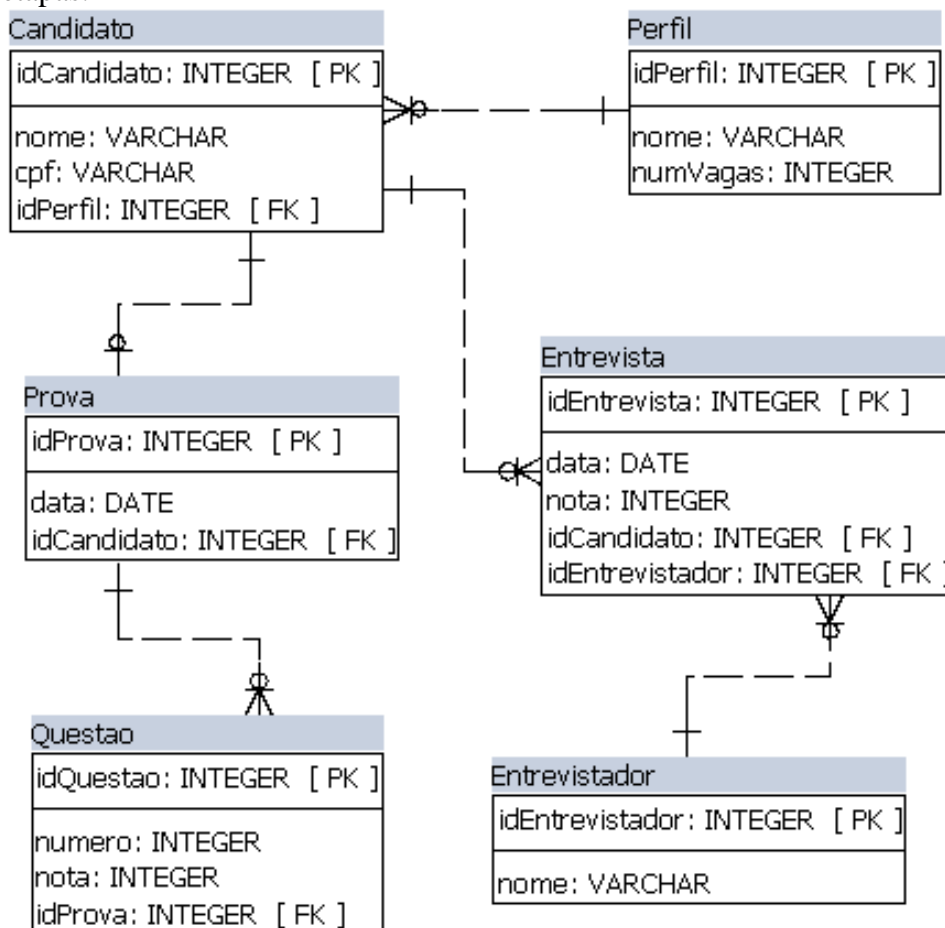 etapas.
Candidato
idCandidato: INTEGER [ PK ]
nome: VARCHAR
cpf: VARCHAR
idPerfil: INTEGER [ FK ]
Perfil
idPerfil: INTEGER [ PK ]
nome: VARCHAR
numVagas: INTEGER
Prova
idProva: INTEGER [ PK ]
data: DATE
idCandidato: INTEGER [ FK ]
Entrevista
idEntrevista: INTEGER [ PK ]
data: DATE
nota: INTEGER
idCandidato: INTEGER [ FK ]
idEntrevistador: INTEGER [ FK ]
Questao
idQuestao: INTEGER [ PK ]
numero: INTEGER
nota: INTEGER
idProva: INTEGER [ FK ]
Entrevistador
idEntrevistador: INTEGER [ PK ]
nome: VARCHAR